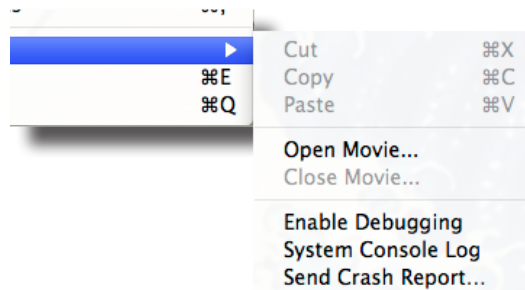 ⌘E
⌘Q
Cut ⌘X
Copy ⌘C
Paste ⌘V
Open Movie...
Close Movie...
Enable Debugging
System Console Log
Send Crash Report...